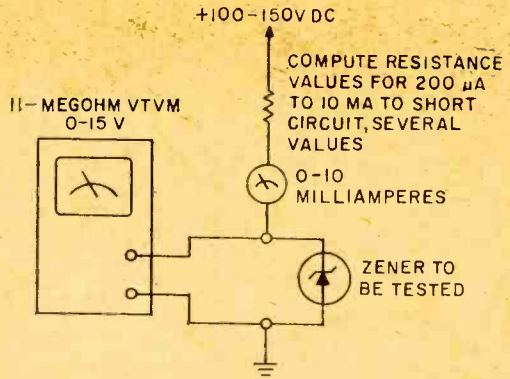 +100-150V DC
COMPUTE RESISTANCE
VALUES FOR 200 µA
TO 10 MA TO SHORT
CIRCUIT, SEVERAL
VALUES
11-MEGOHM VTVM
0-15 V
0-10
MILLIAMPERES
ZENER TO
BE TESTED